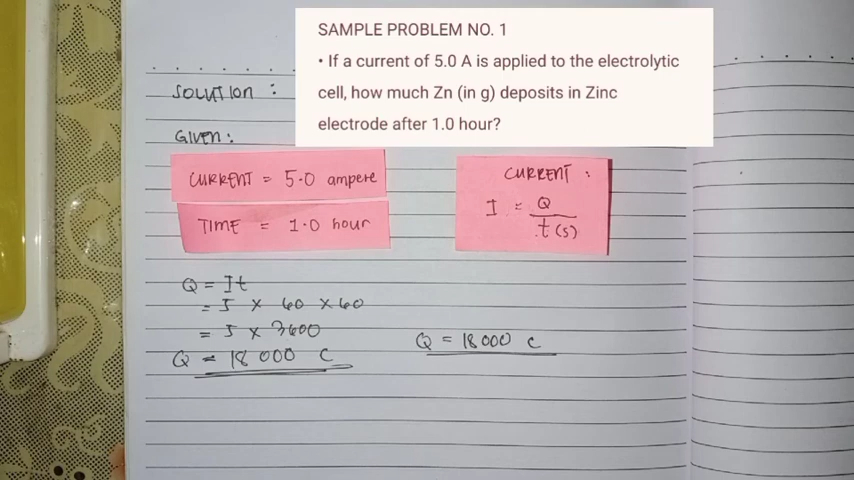 SAMPLE PROBLEM NO. 1
• If a current of 5.0 A is applied to the electrolytic
cell, how much Zn (in g) deposits in Zinc
electrode after 1.0 hour?
SOLUTION :
GIVEN:
CURRENT = 5.0 ampere
TIME = 1.0 hour
CURRENT :
I = Q
t(s)
Q = It
= 5 × 60 × 60
= 5 × 3600
Q = 18 000 C
Q = 18000 C